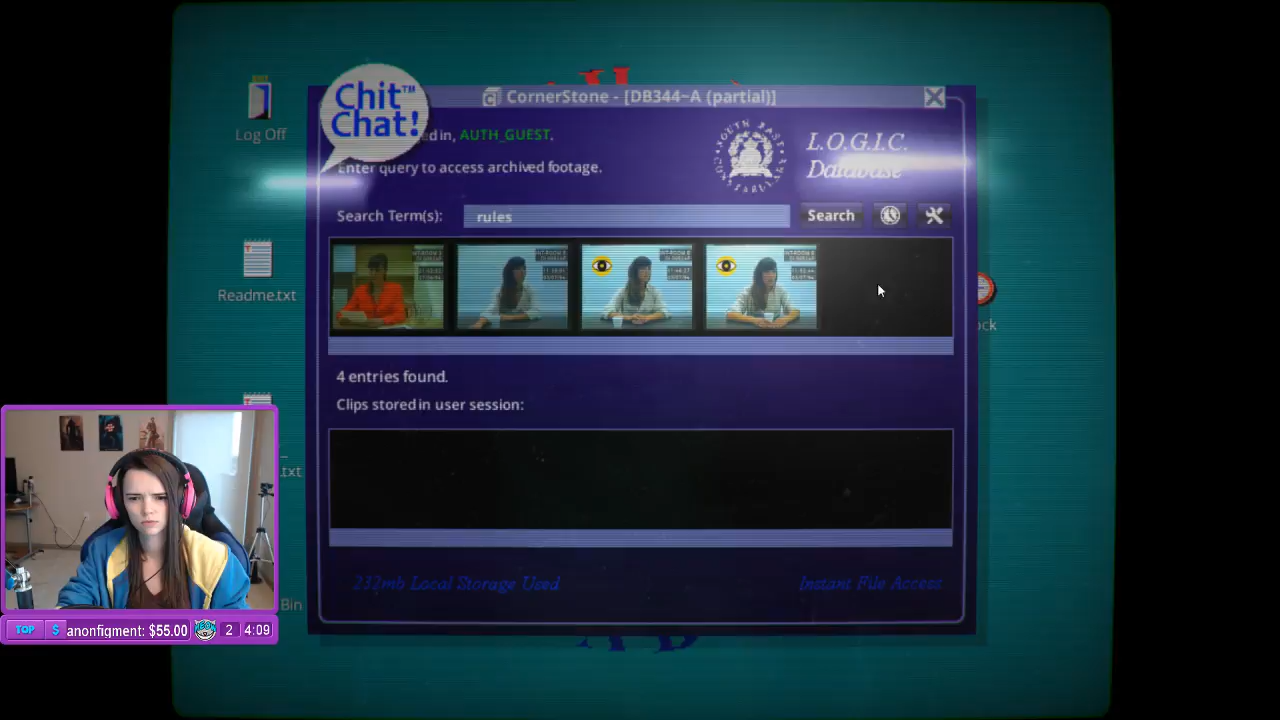 Chit™
Chat!
CornerStone - [DB344~A (partial)]
Log Off
ed in, AUTH_GUEST.
Enter query to access archived footage.
L.O.G.I.C.
Database
Search Term(s):
rules
Search
Readme.txt
ock
4 entries found.
Clips stored in user session:
.txt
232mb Local Storage Used
Instant File Access
Bin
TOP $ anonfigment: $55.00 2 4:09